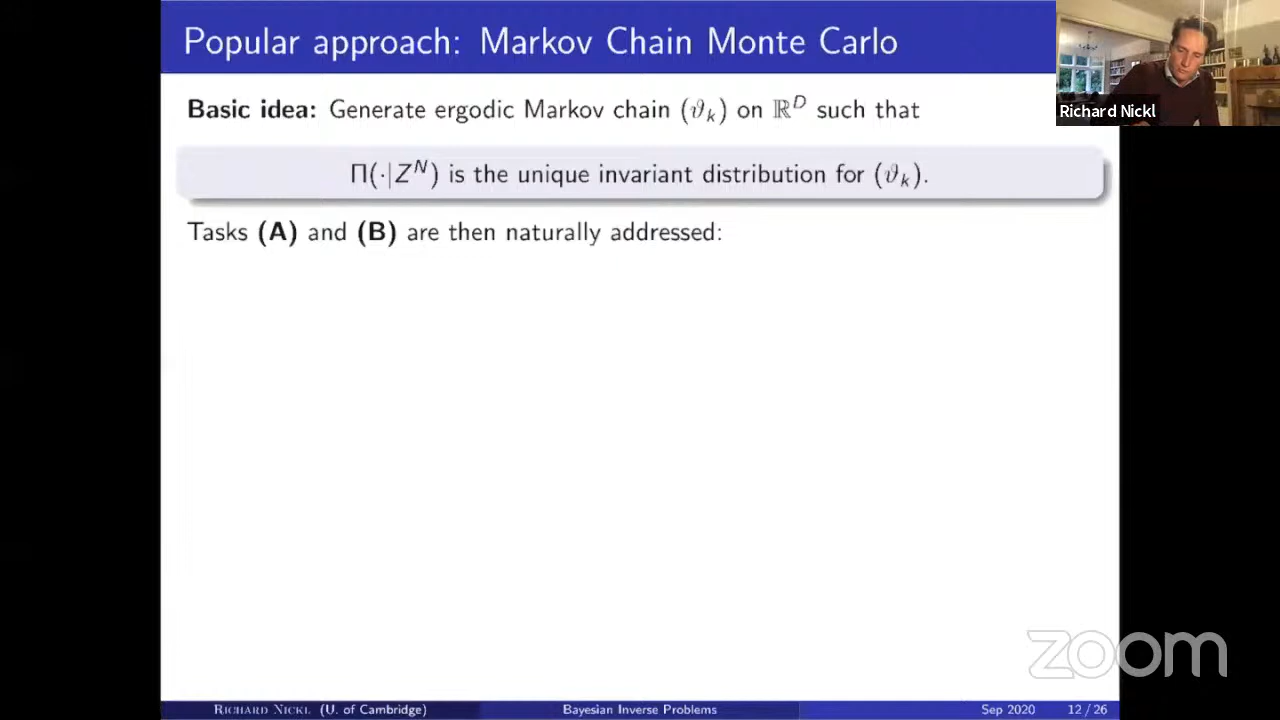 Popular approach: Markov Chain Monte Carlo
Richard Nickl
Basic idea: Generate ergodic Markov chain (ϑ_k) on ℝ^D such that
Π(·|Z^N) is the unique invariant distribution for (ϑ_k).
Tasks (A) and (B) are then naturally addressed:
zoom
Richard Nickl (U. of Cambridge) Bayesian Inverse Problems Sep 2020 12 / 26